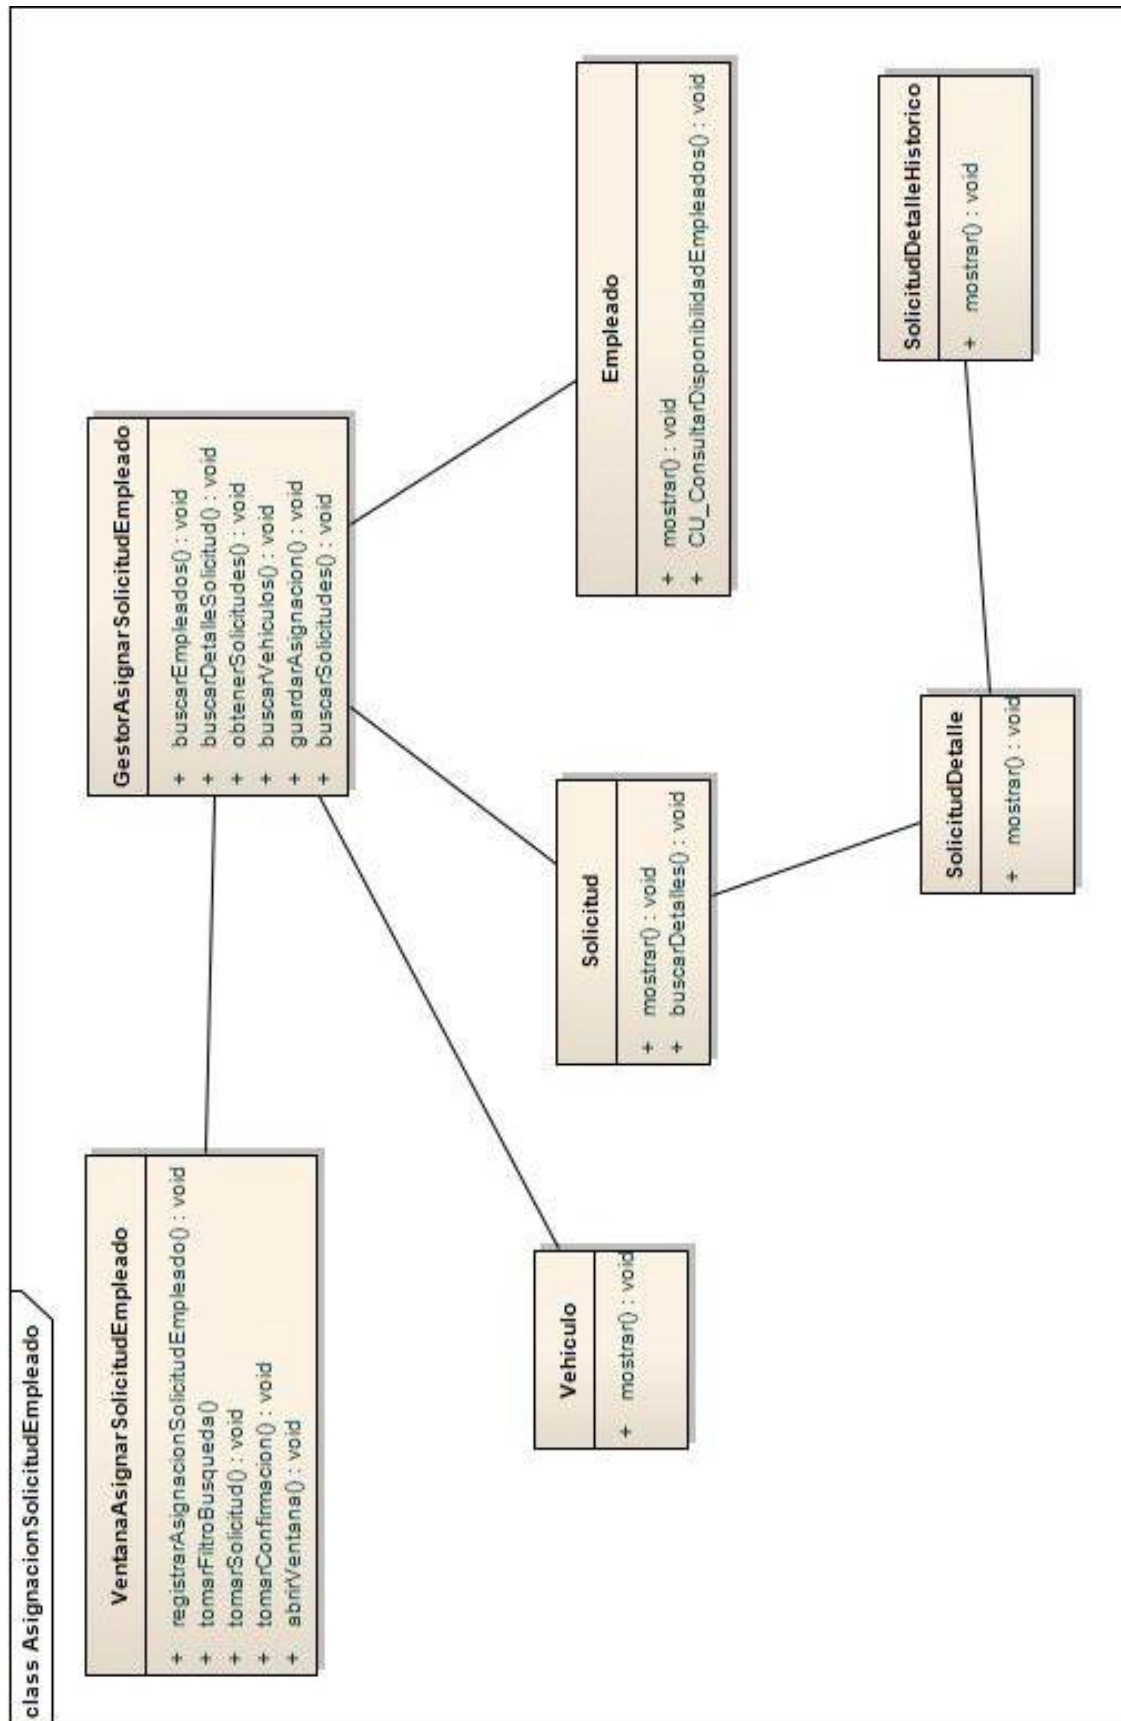 class AsignacionSolicitudEmpleado
VentanaAsignarSolicitudEmpleado
+ registrarAsignacionSolicitudEmpleado() : void
+ tomarFiltroBusqueda()
+ tomarSolicitud() : void
+ tomarConfirmacion() : void
+ abrirVentana() : void
GestorAsignarSolicitudEmpleado
+ buscarEmpleados() : void
+ buscarDetalleSolicitud() : void
+ obtenerSolicitudes() : void
+ buscarVehiculos() : void
+ guardarAsignacion() : void
+ buscarSolicitudes() : void
Vehiculo
+ mostrar() : void
Solicitud
+ mostrar() : void
+ buscarDetalles() : void
Empleado
+ mostrar() : void
+ CU_ConsultarDisponibilidadEmpleados() : void
SolicitudDetalle
+ mostrar() : void
SolicitudDetalleHistorico
+ mostrar() : void